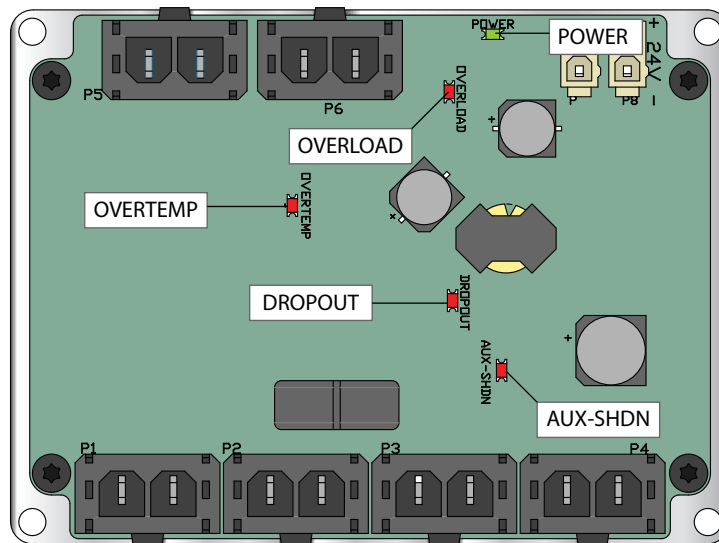 POWER
POWER
+
24V
-
P5
P6
P
P8
OVERLOAD
OVERLOAD
+
OVERTEMP
OVERTEMP
x
DROPOUT
DROPOUT
+
AUX-SHDN
AUX-SHDN
P1
P2
P3
P4